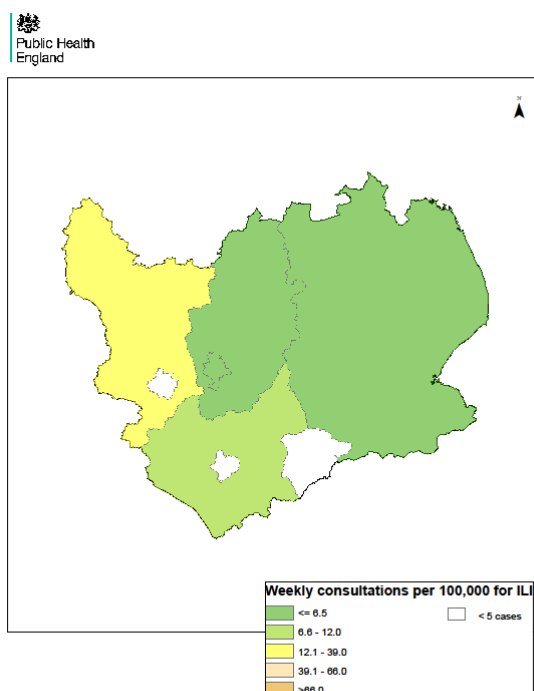 Public Health
England
N
Weekly consultations per 100,000 for ILI
<= 6.5
< 5 cases
6.6 - 12.0
12.1 - 39.0
39.1 - 66.0
>66.0